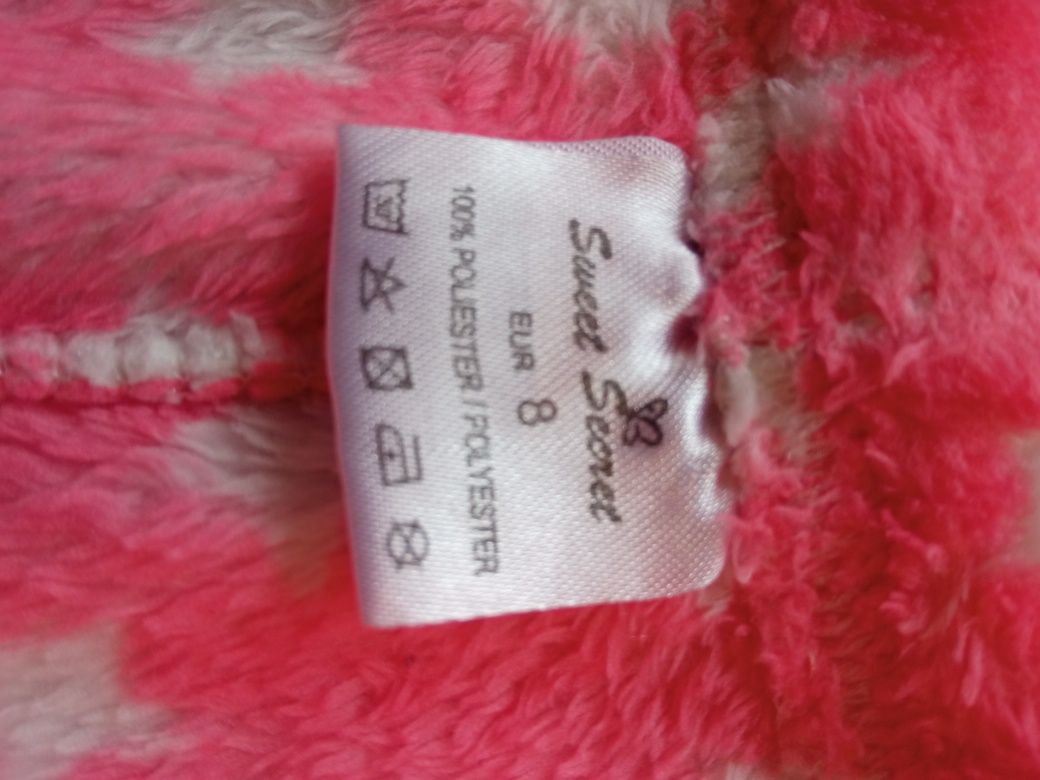 Sweet Secret
EUR 8
100% POLIESTER / POLYESTER